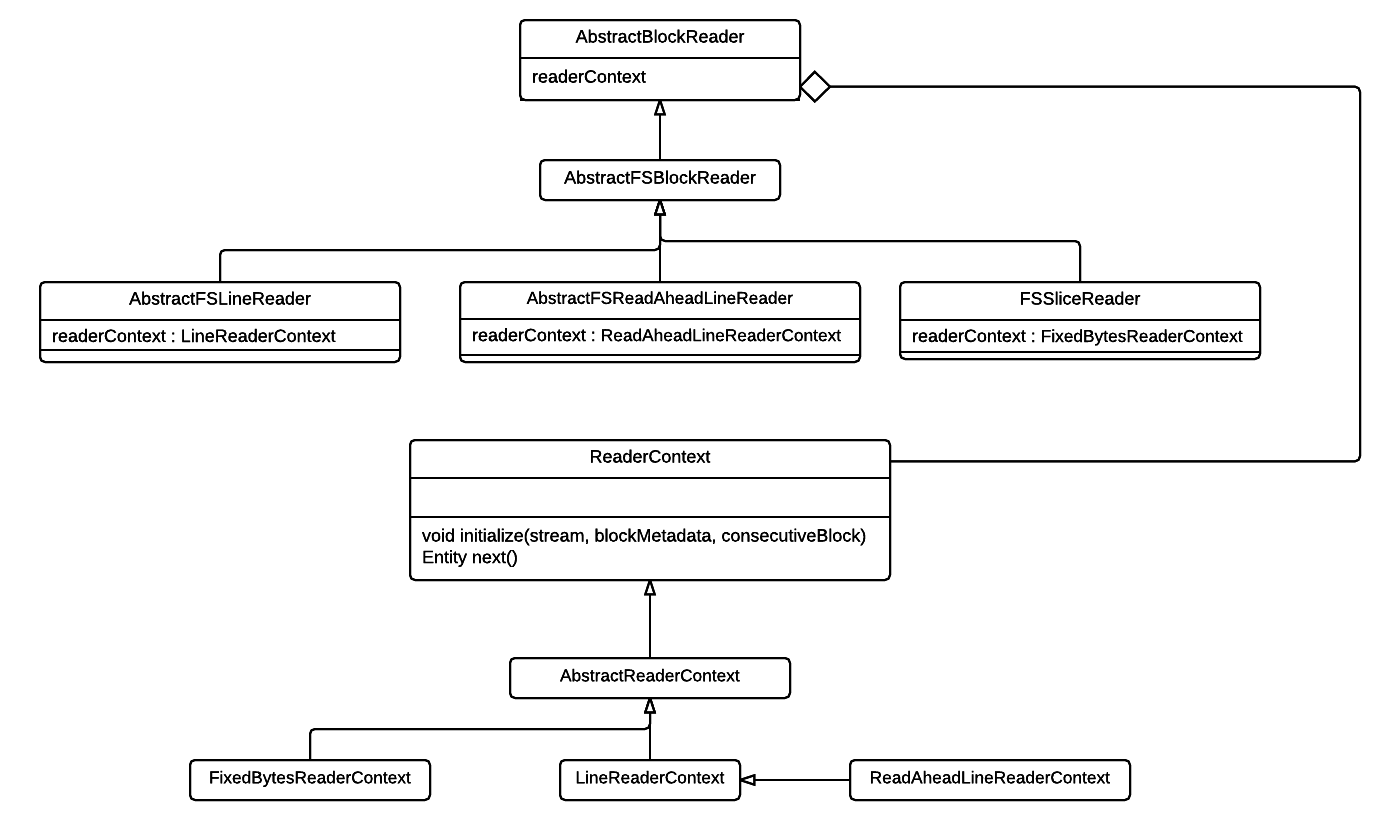 AbstractBlockReader
readerContext
AbstractFSBlockReader
AbstractFSLineReader
readerContext : LineReaderContext
AbstractFSReadAheadLineReader
readerContext : ReadAheadLineReaderContext
FSSliceReader
readerContext : FixedBytesReaderContext
ReaderContext
void initialize(stream, blockMetadata, consecutiveBlock)
Entity next()
AbstractReaderContext
FixedBytesReaderContext
LineReaderContext
ReadAheadLineReaderContext